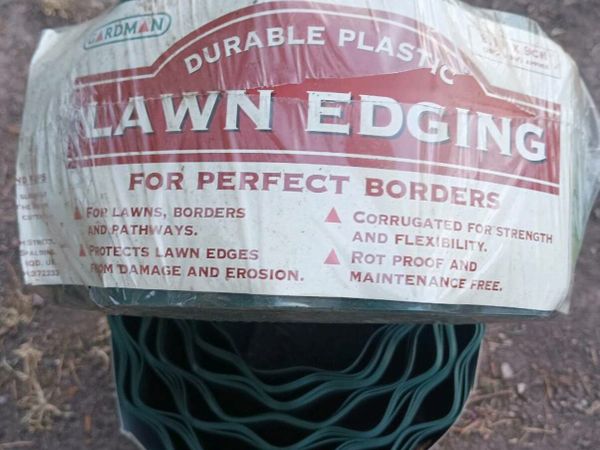 GARDMAN
DURABLE PLASTIC
LAWN EDGING
FOR PERFECT BORDERS
FOR LAWNS, BORDERS
AND PATHWAYS.
PROTECTS LAWN EDGES
FROM DAMAGE AND EROSION.
CORRUGATED FOR STRENGTH
AND FLEXIBILITY.
ROT PROOF AND
MAINTENANCE FREE.